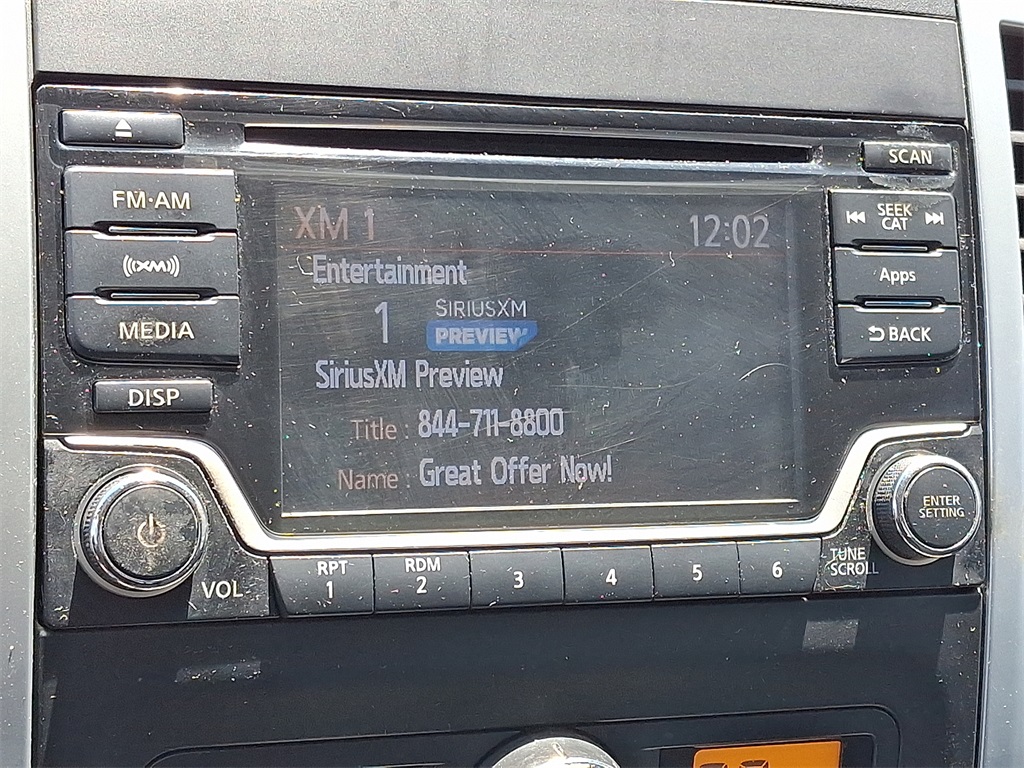 SCAN
FM·AM
((XM))
MEDIA
DISP
XM 1
12:02
Entertainment
1
SIRIUSXM
PREVIEW
SiriusXM Preview
Title : 844-711-8800
Name : Great Offer Now!
SEEK
CAT
Apps
BACK
VOL
RPT
1
RDM
2
3
4
5
6
TUNE
SCROLL
ENTER
SETTING